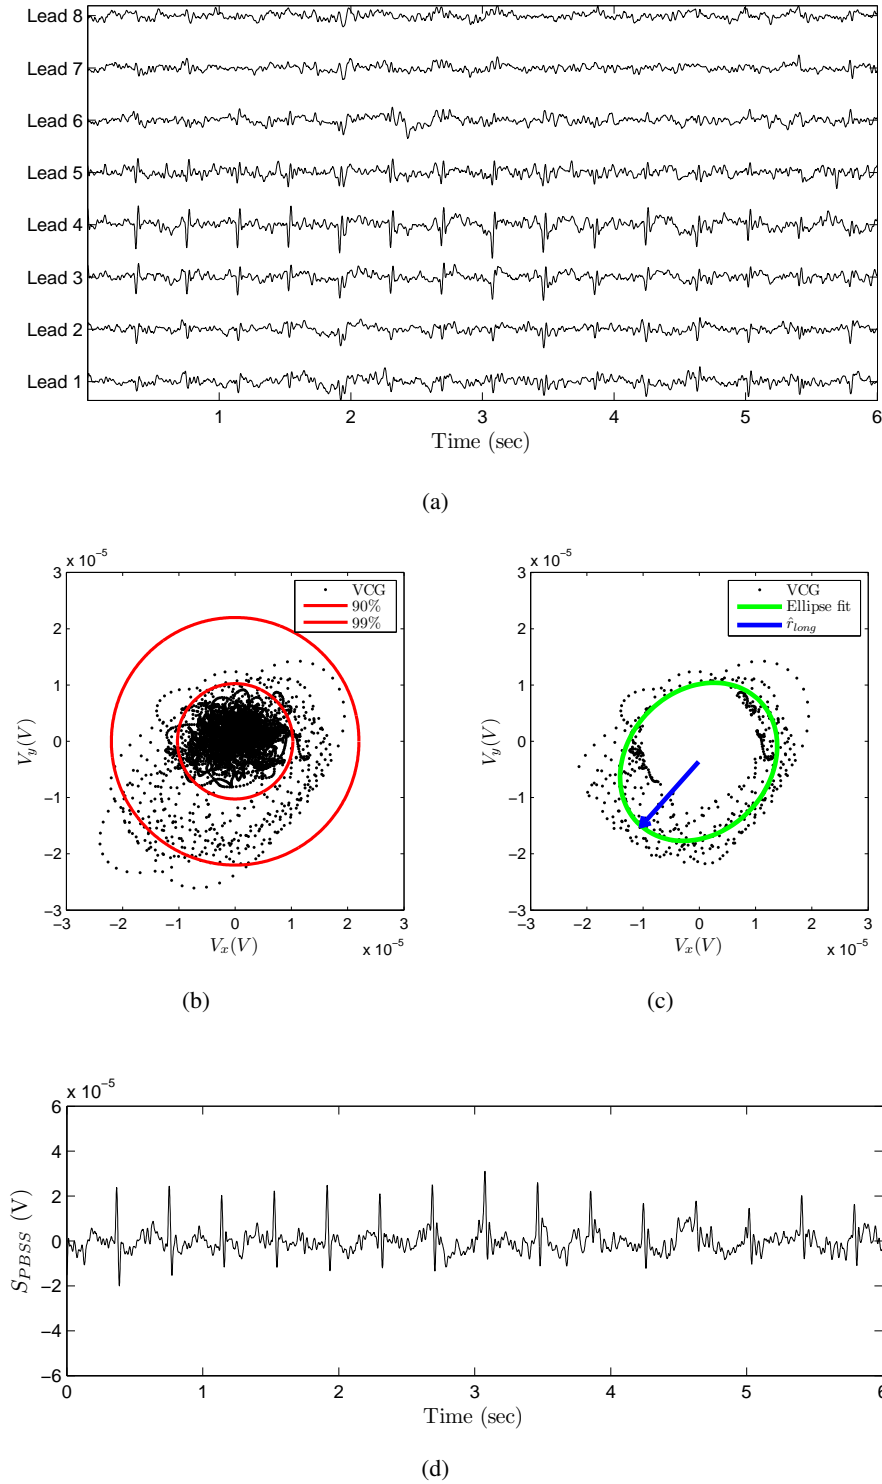 Lead 8
Lead 7
Lead 6
Lead 5
Lead 4
Lead 3
Lead 2
Lead 1
1 2 3 4 5 6
Time (sec)
(a)
x 10⁻⁵
3
2
1
0
−1
−2
−3
V_y(V)
−3 −2 −1 0 1 2 3
V_x(V)
x 10⁻⁵
VCG
90%
99%
(b)
x 10⁻⁵
3
2
1
0
−1
−2
−3
V_y(V)
−3 −2 −1 0 1 2 3
V_x(V)
x 10⁻⁵
VCG
Ellipse fit
r̂_long
(c)
x 10⁻⁵
6
4
2
0
−2
−4
−6
S_PBSS (V)
0 1 2 3 4 5 6
Time (sec)
(d)